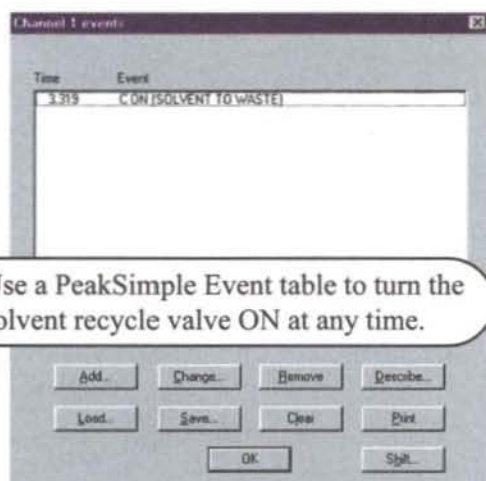 Channel 1 events
Time Event
3.319 C ON (SOLVENT TO WASTE)
Use a PeakSimple Event table to turn the
solvent recycle valve ON at any time.
Add... Change... Remove Describe...
Load... Save... Clear Print
OK Shift...